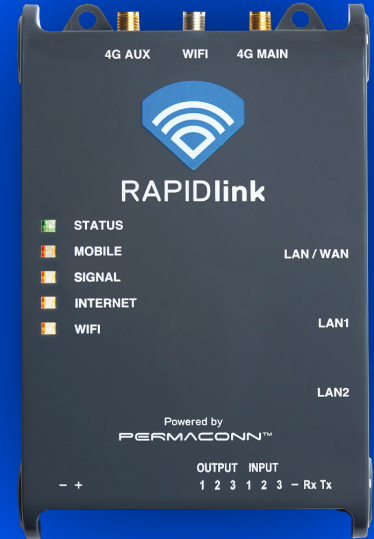 4G AUX WIFI 4G MAIN
RAPIDlink
STATUS
MOBILE
SIGNAL
INTERNET
WIFI
LAN / WAN
LAN1
LAN2
Powered by
PERMACONN™
OUTPUT INPUT
– + 1 2 3 1 2 3 – Rx Tx